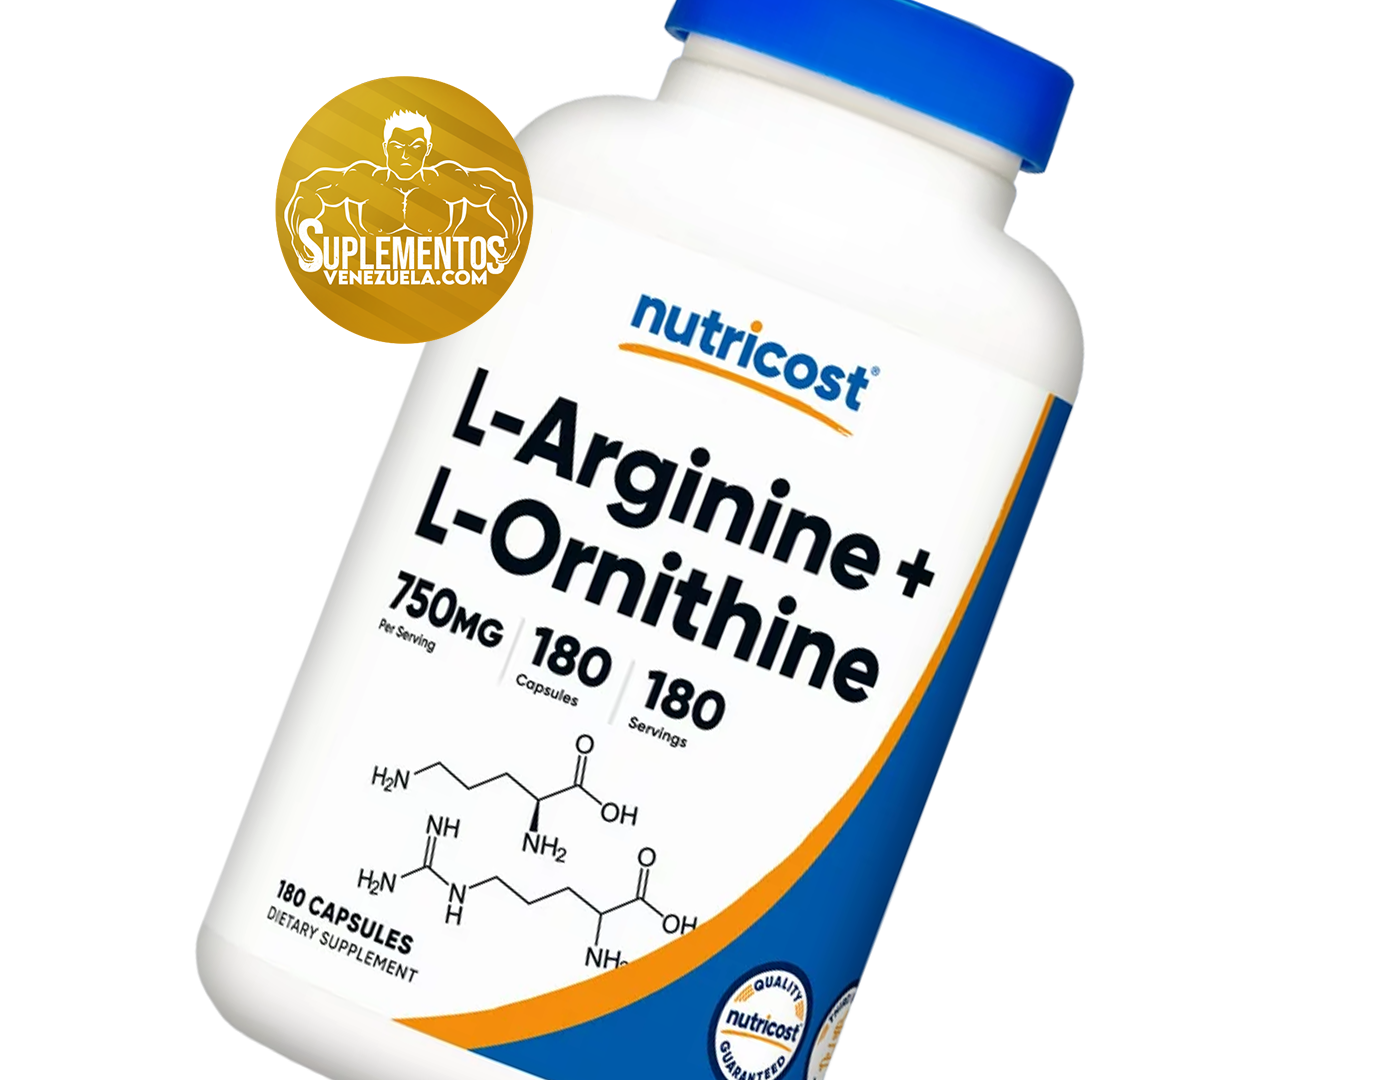 SUPLEMENTOS
VENEZUELA.COM
nutricost®
L-Arginine +
L-Ornithine
750MG
Per Serving
180
Capsules
180
Servings
O
H₂N
OH
NH₂
NH
O
H₂N
N
H
OH
NH₂
180 CAPSULES
DIETARY SUPPLEMENT
QUALITY
nutricost
GUARANTEED